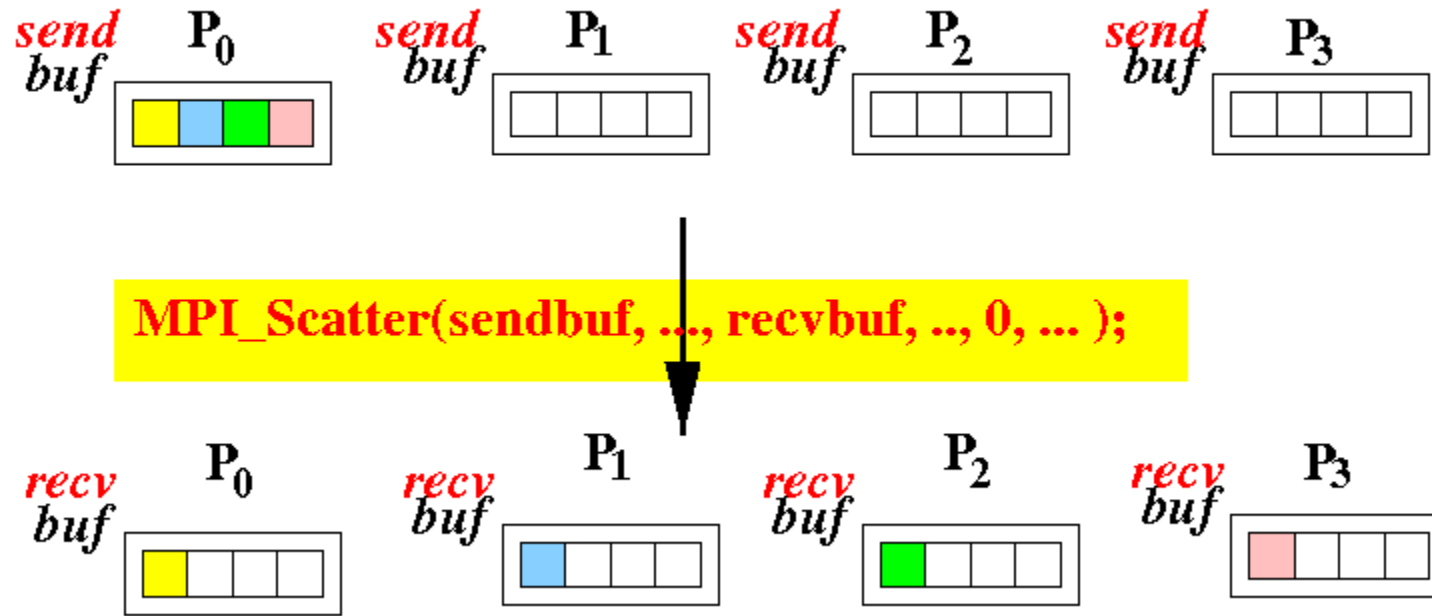 send P0 send P1 send P2 send P3
buf buf buf buf
MPI_Scatter(sendbuf, ...., recvbuf, .., 0, ... );
recv P0 recv P1 recv P2 recv P3
buf buf buf buf